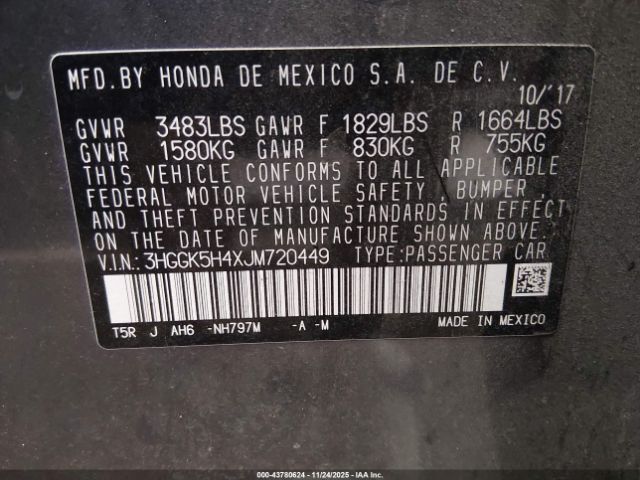 MFD.BY HONDA DE MEXICO S.A. DE C.V.
10/'17
GVWR 3483LBS GAWR F 1829LBS R 1664LBS
GVWR 1580KG GAWR F 830KG R 755KG
THIS VEHICLE CONFORMS TO ALL APPLICABLE
FEDERAL MOTOR VEHICLE SAFETY , BUMPER ,
AND THEFT PREVENTION STANDARDS IN EFFECT
ON THE DATE OF MANUFACTURE SHOWN ABOVE.
V.I.N.: 3HGGK5H4XJM720449 TYPE:PASSENGER CAR
T5R J AH6 -NH797M -A -M
MADE IN MEXICO
000-43780624 - 11/24/2025 - IAA Inc.